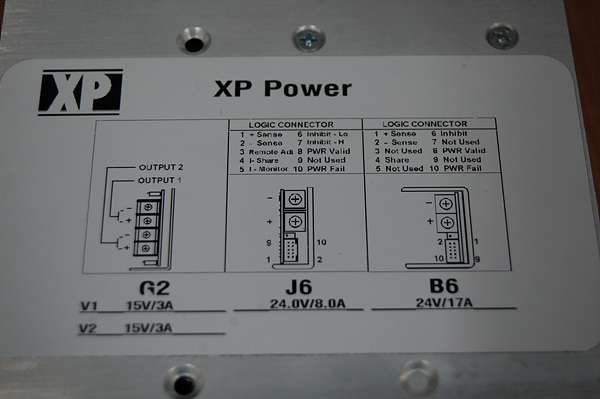 XP
XP Power
LOGIC CONNECTOR
1 + Sense 6 Inhibit - Lo
2 - Sense 7 Inhibit - H
3 Remote Adj 8 PWR Valid
4 I- Share 9 Not Used
5 I - Monitor 10 PWR Fail
LOGIC CONNECTOR
1 + Sense 6 Inhibit
2 - Sense 7 Not Used
3 Not Used 8 PWR Valid
4 Share 9 Not Used
5 Not Used 10 PWR Fail
OUTPUT 2
OUTPUT 1
-
+
-
+
-
+
9 10
1 2
-
+
2 1
10 9
G2 J6 B6
V1 15V/3A 24.0V/8.0A 24V/17A
V2 15V/3A